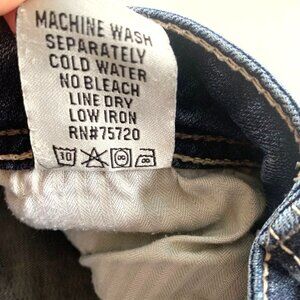 MACHINE WASH
SEPARATELY
COLD WATER
NO BLEACH
LINE DRY
LOW IRON
RN#75720